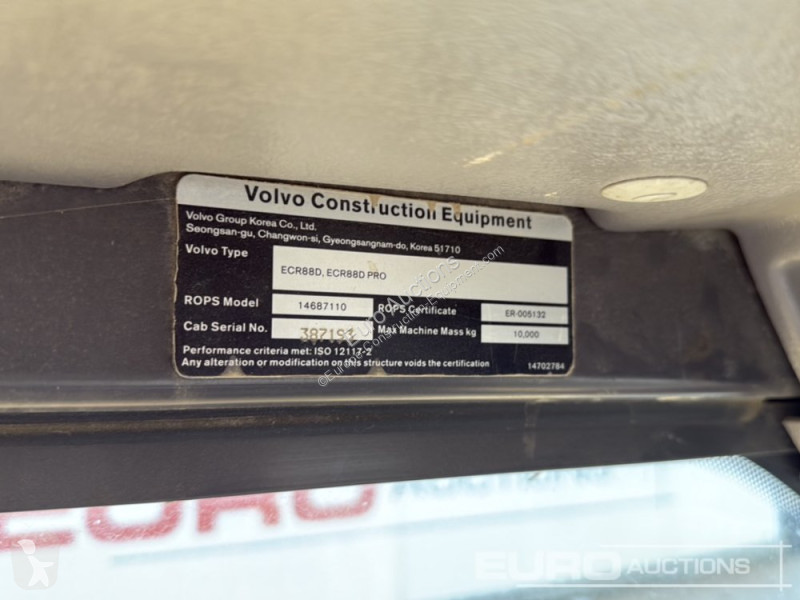 Volvo Construction Equipment
Volvo Group Korea Co., Ltd.
Seongsan-gu, Changwon-si, Gyeongsangnam-do, Korea 51710
Volvo Type
ECR88D, ECR88D PRO
ROPS Model 14687110 ROPS Certificate ER-005132
Cab Serial No. 387193 Max Machine Mass kg 10,000
Performance criteria met: ISO 12117-2
Any alteration or modification on this structure voids the certification 14702784
EURO
EURO AUCTIONS